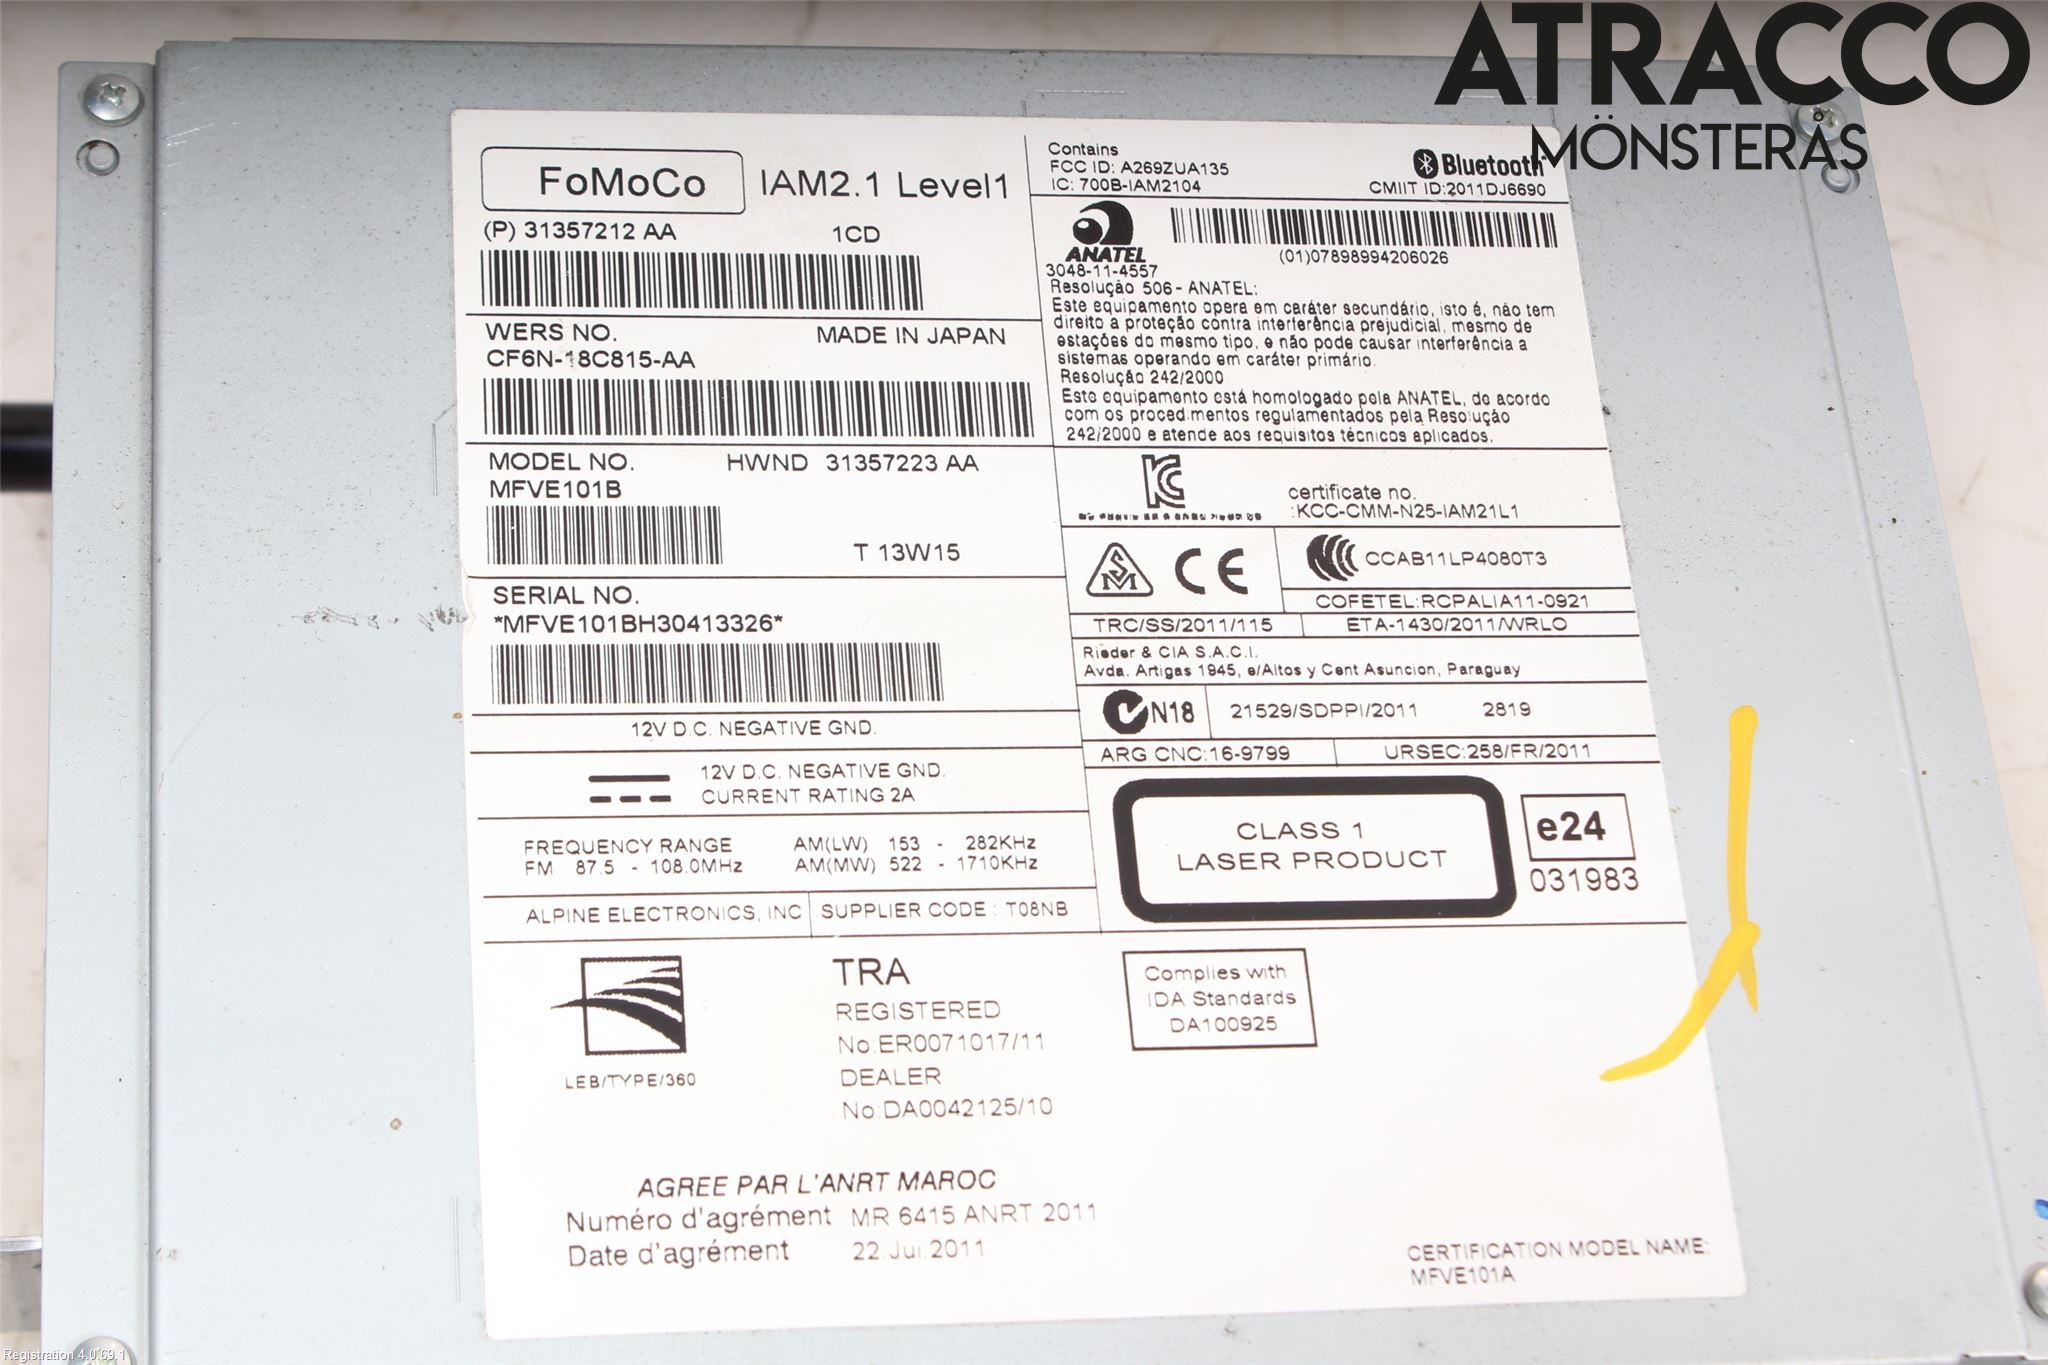 ATRACCO
MÖNSTERÅS
FoMoCo
IAM2.1 Level1
(P) 31357212 AA 1CD
WERS NO. MADE IN JAPAN
CF6N-18C815-AA
MODEL NO. HWND 31357223 AA
MFVE101B
T 13W15
SERIAL NO.
*MFVE101BH30413326*
12V D.C. NEGATIVE GND.
12V D.C. NEGATIVE GND.
CURRENT RATING 2A
FREQUENCY RANGE AM(LW) 153 - 282KHz
FM 87.5 - 108.0MHz AM(MW) 522 - 1710KHz
ALPINE ELECTRONICS, INC SUPPLIER CODE : T08NB
Contains
FCC ID: A269ZUA135
IC: 700B-IAM2104
Bluetooth
CMIIT ID:2011DJ6690
ANATEL
3048-11-4557
(01)07898994206026
Resolução 506 - ANATEL:
Este equipamento opera em caráter secundário, isto é, não tem
direito a proteção contra interferência prejudicial, mesmo de
estações do mesmo tipo, e não pode causar interferência a
sistemas operando em caráter primário.
Resolução 242/2000
Este equipamento está homologado pela ANATEL, de acordo
com os procedimentos regulamentados pela Resolução
242/2000 e atende aos requisitos técnicos aplicados.
certificate no.
:KCC-CMM-N25-IAM21L1
SM CE CCAB11LP4080T3
COFETEL:RCPALIA11-0921
TRC/SS/2011/115 ETA-1430/2011/WRLO
Rieder & CIA S.A.C.I.
Avda. Artigas 1945, e/Altos y Cent Asuncion, Paraguay
N18 21529/SDPPI/2011 2819
ARG CNC:16-9799 URSEC:258/FR/2011
CLASS 1
LASER PRODUCT
e24
031983
LEB/TYPE/360
TRA
REGISTERED
No:ER0071017/11
DEALER
No:DA0042125/10
Complies with
IDA Standards
DA100925
AGREE PAR L'ANRT MAROC
Numéro d'agrément MR 6415 ANRT 2011
Date d'agrément 22.Jui.2011
CERTIFICATION MODEL NAME:
MFVE101A
Registration 4.0.69.1